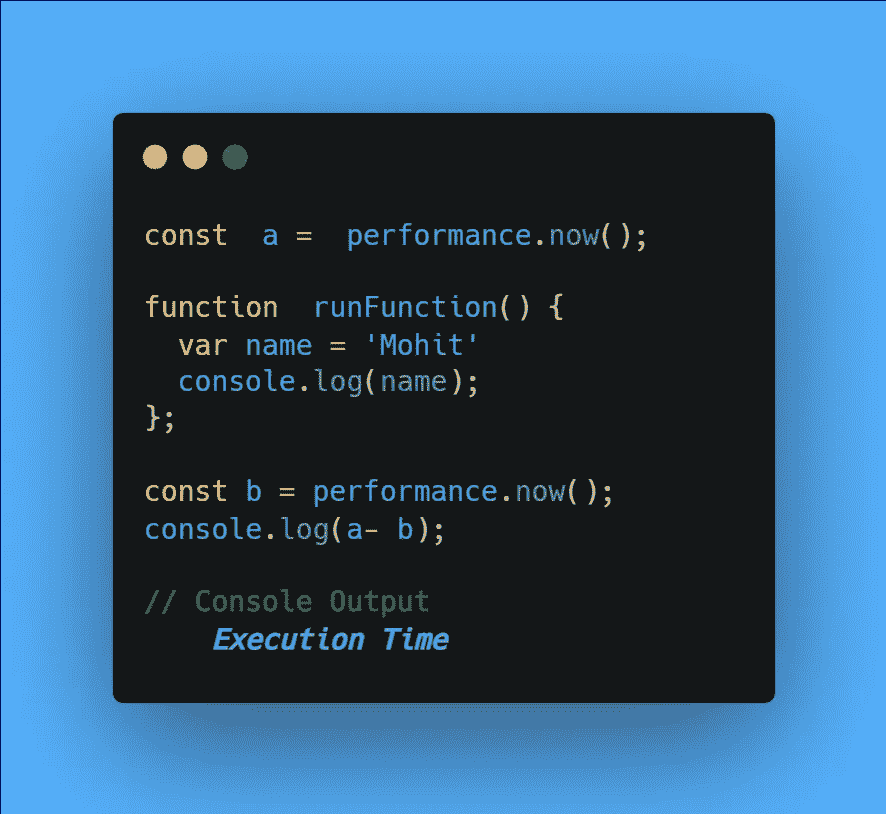 const  a =  performance.now();
function  runFunction() {
  var name = 'Mohit'
  console.log(name);
};
const b = performance.now();
console.log(a- b);
// Console Output
    Execution Time